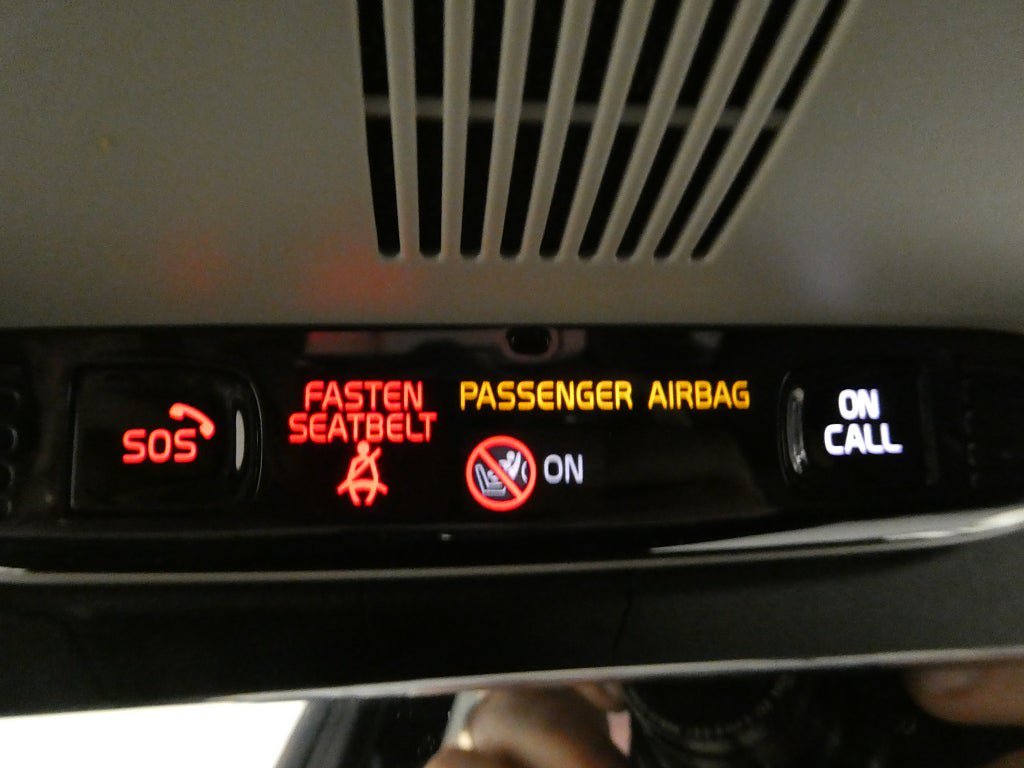 SOS
FASTEN
SEATBELT
PASSENGER AIRBAG
ON
ON
CALL